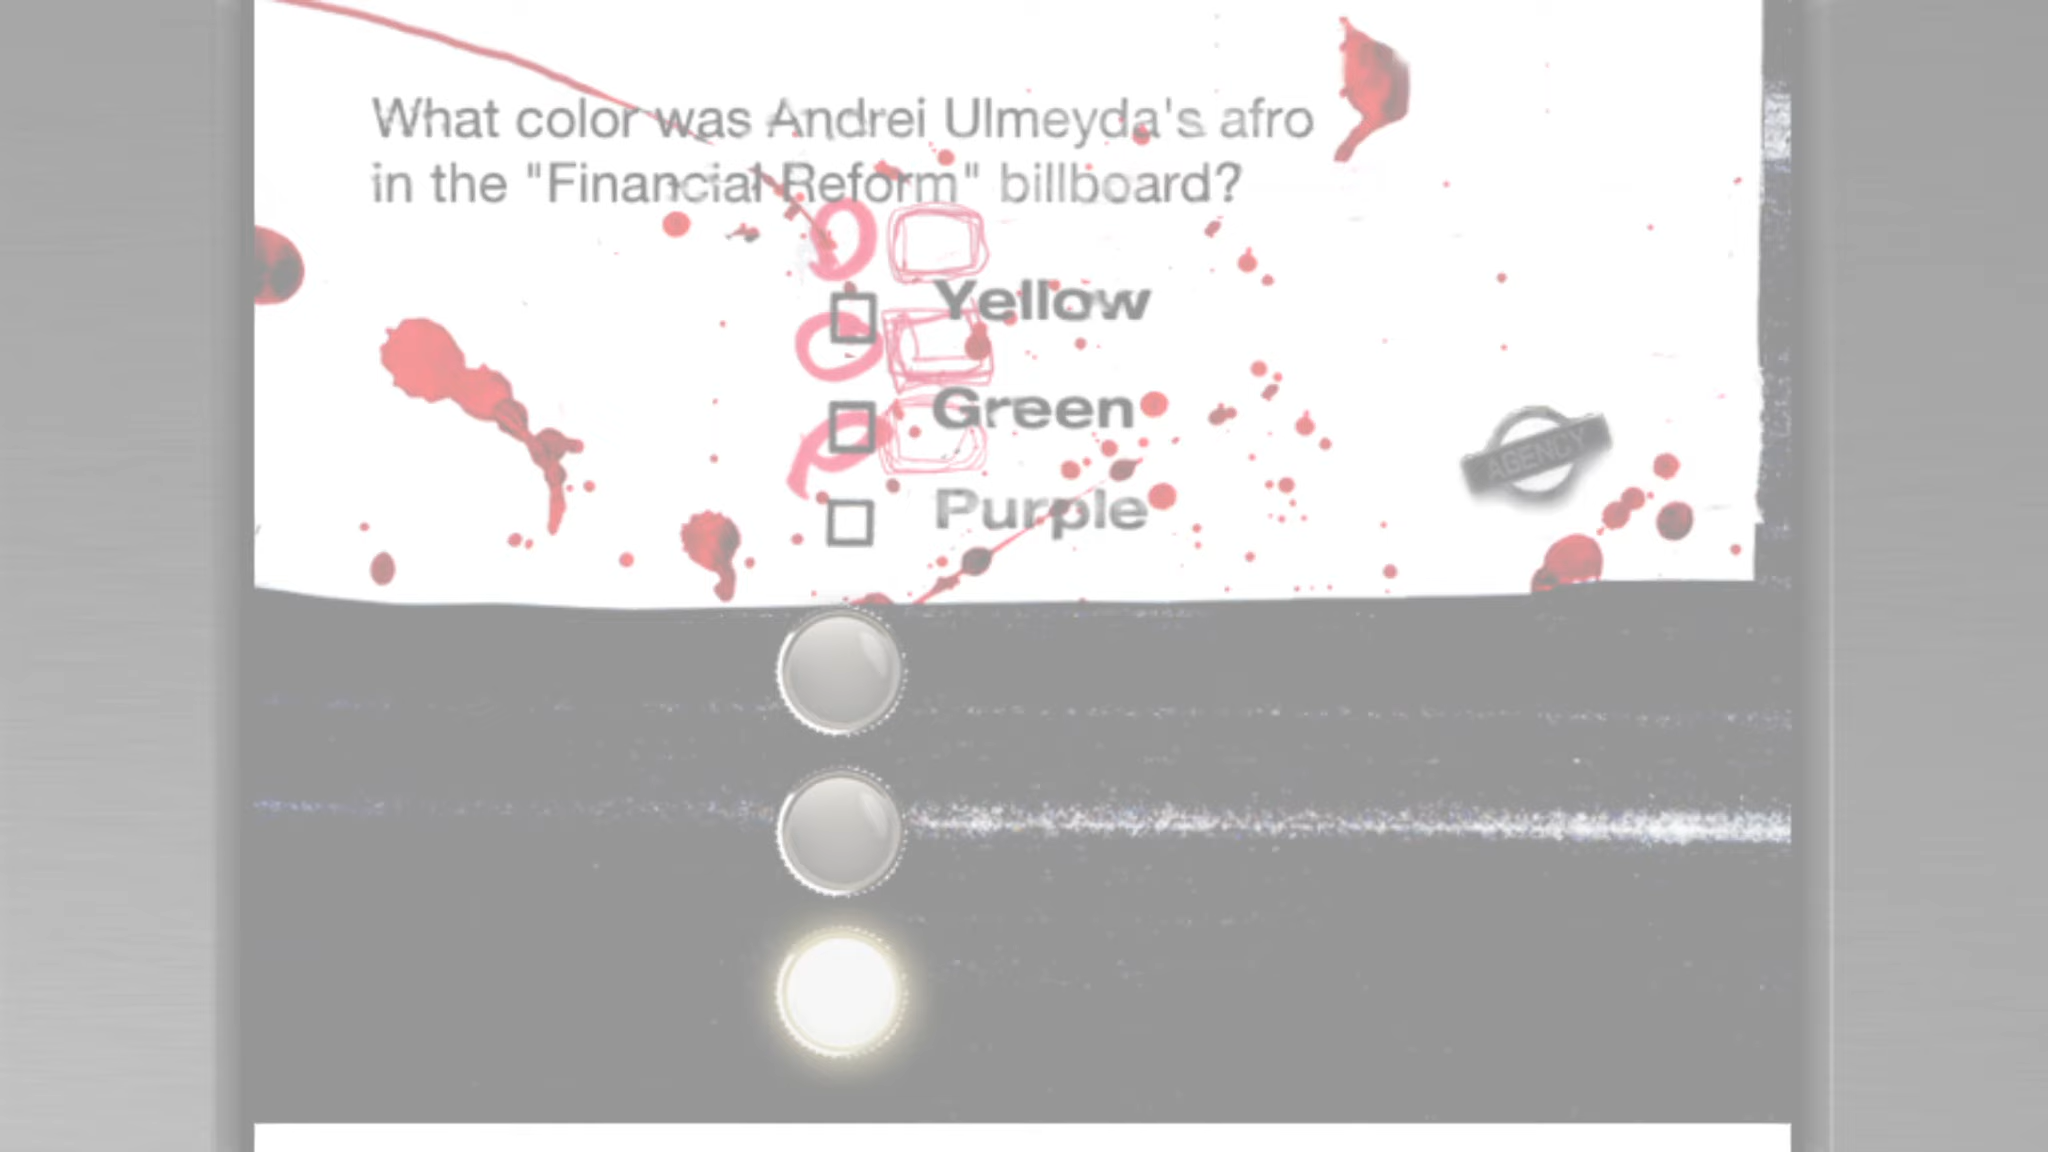 What color was Andrei Ulmeyda's afro
in the "Financial Reform" billboard?
Yellow
Green
AGENCY
Purple